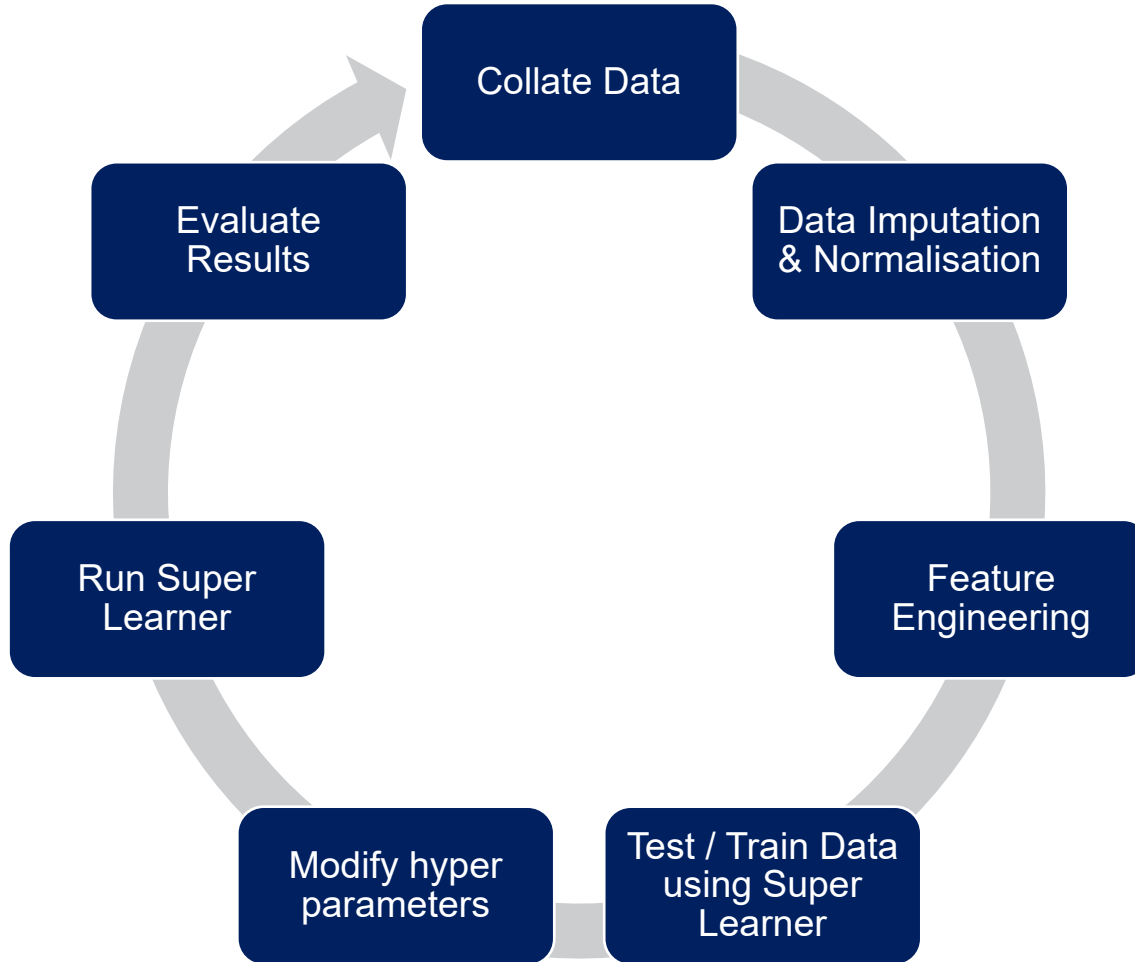 Collate Data
Data Imputation
& Normalisation
Feature
Engineering
Test / Train Data
using Super
Learner
Modify hyper
parameters
Run Super
Learner
Evaluate
Results